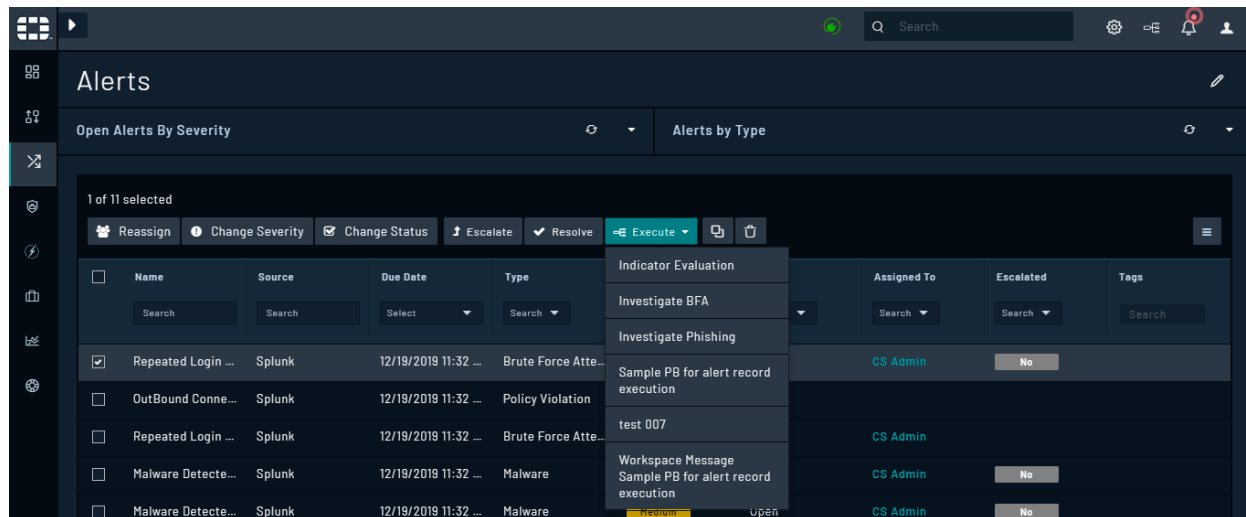 Search
Alerts
Open Alerts By Severity
Alerts by Type
1 of 11 selected
Reassign Change Severity Change Status Escalate Resolve Execute
Indicator Evaluation
Investigate BFA
Investigate Phishing
Sample PB for alert record
execution
test 007
Workspace Message
Sample PB for alert record
execution
Name Source Due Date Type Assigned To Escalated Tags
Search Search Select Search Search Search Search
Repeated Login ... Splunk 12/19/2019 11:32 ... Brute Force Atte... CS Admin No
OutBound Conne... Splunk 12/19/2019 11:32 ... Policy Violation
Repeated Login ... Splunk 12/19/2019 11:32 ... Brute Force Atte... CS Admin
Malware Detecte... Splunk 12/19/2019 11:32 ... Malware CS Admin No
Malware Detecte... Splunk 12/19/2019 11:32 ... Malware Medium Open CS Admin No